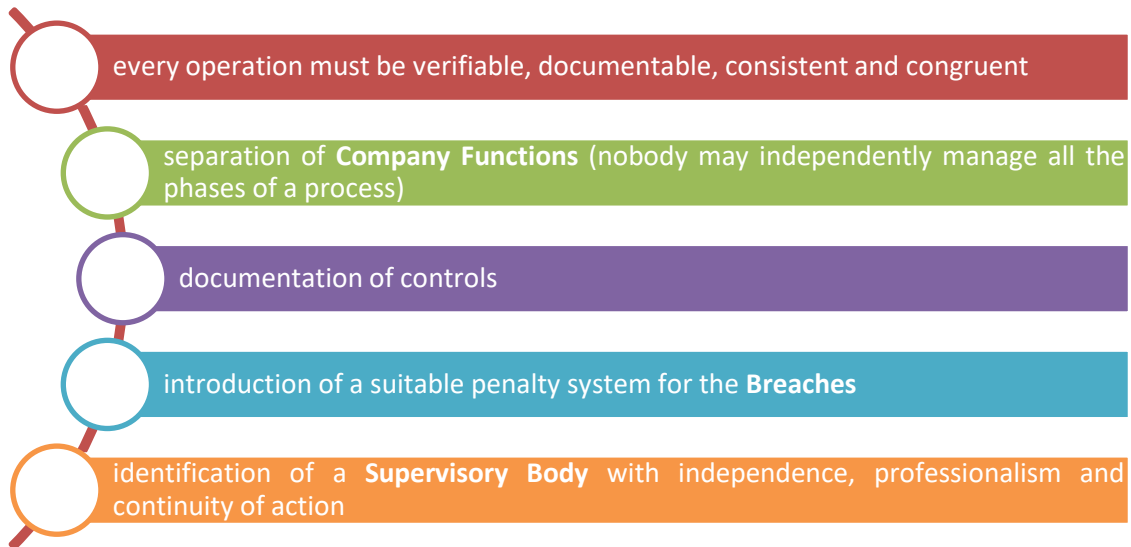 every operation must be verifiable, documentable, consistent and congruent
separation of Company Functions (nobody may independently manage all the
phases of a process)
documentation of controls
introduction of a suitable penalty system for the Breaches
identification of a Supervisory Body with independence, professionalism and
continuity of action